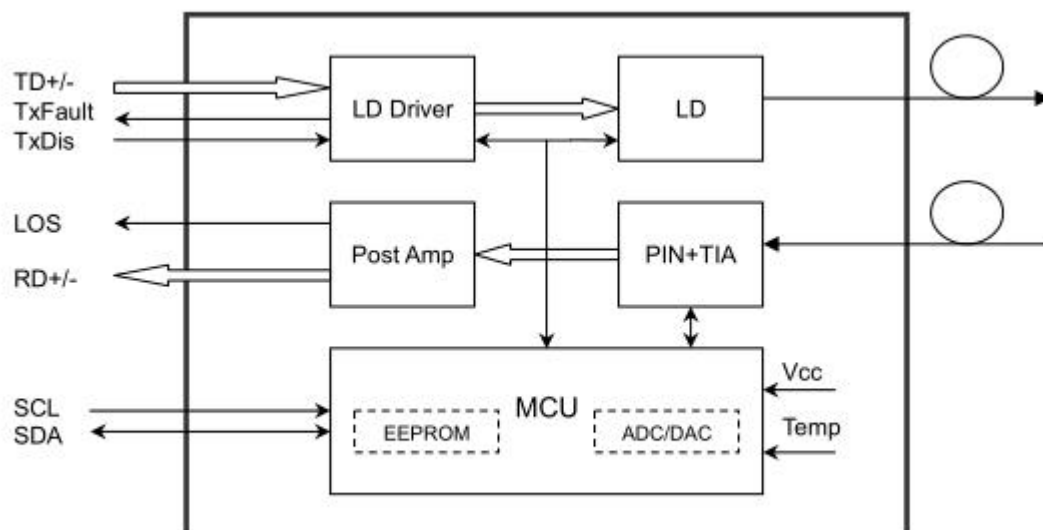 TD+/-
TxFault
TxDis
LD Driver
LD
LOS
RD+/-
Post Amp
PIN+TIA
SCL
SDA
MCU
EEPROM
ADC/DAC
Vcc
Temp